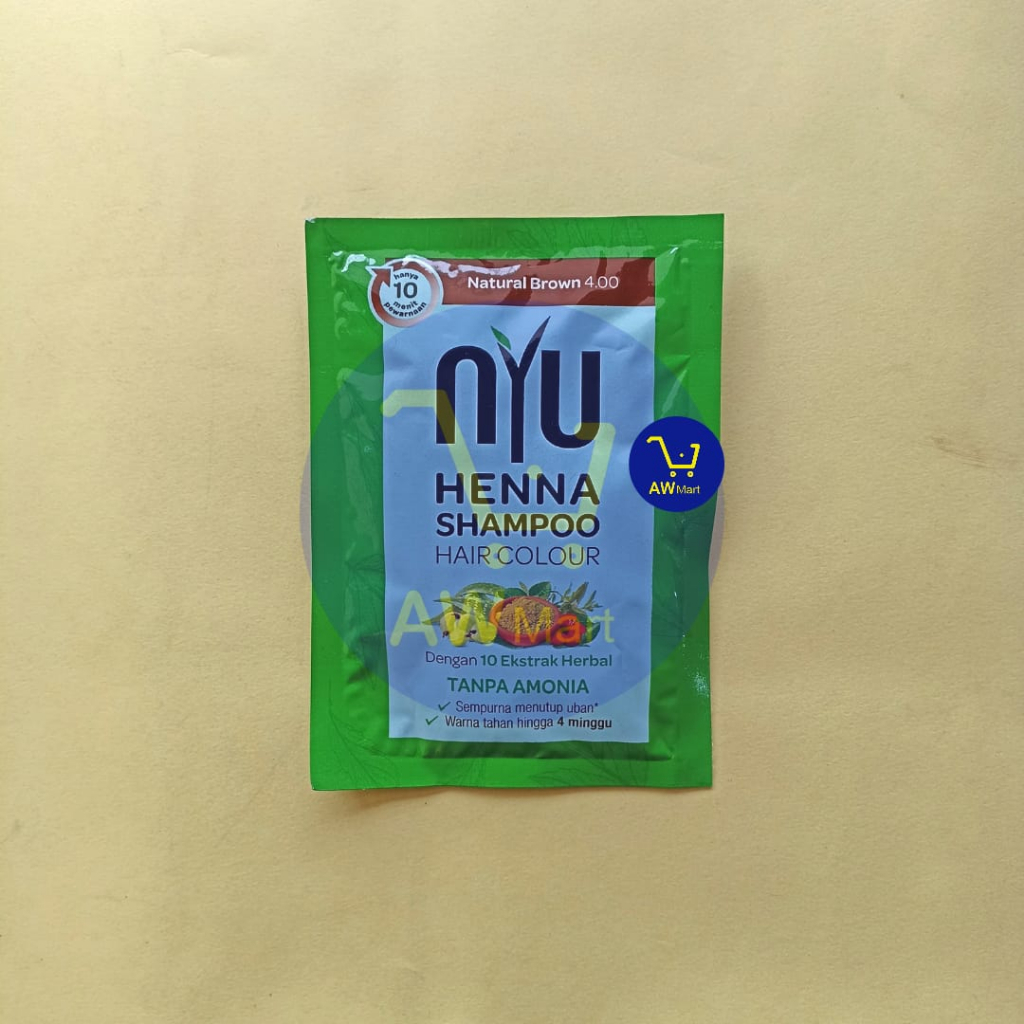 hanya
10
menit
pewarnaan
Natural Brown 4.00
nYU
HENNA
SHAMPOO
HAIR COLOUR
AW Mart
AW Mart
Dengan 10 Ekstrak Herbal
TANPA AMONIA
Sempurna menutup uban*
Warna tahan hingga 4 minggu